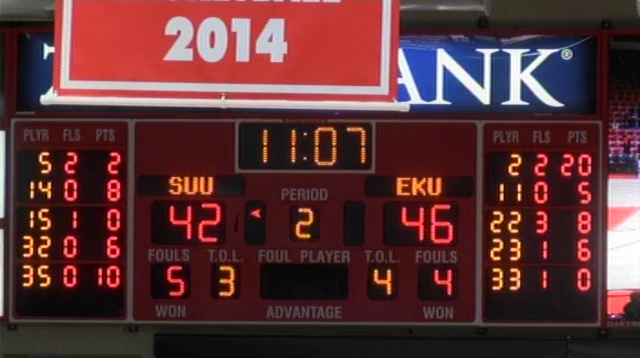 2014
ANK®
PLYR FLS PTS
5 2 2
14 0 8
15 1 0
32 0 6
35 0 10
11:07
SUU PERIOD EKU
42 2 46
FOULS T.O.L. FOUL PLAYER T.O.L. FOULS
5 3 4 4
WON ADVANTAGE WON
PLYR FLS PTS
2 2 20
11 0 5
22 3 8
23 1 6
33 1 0